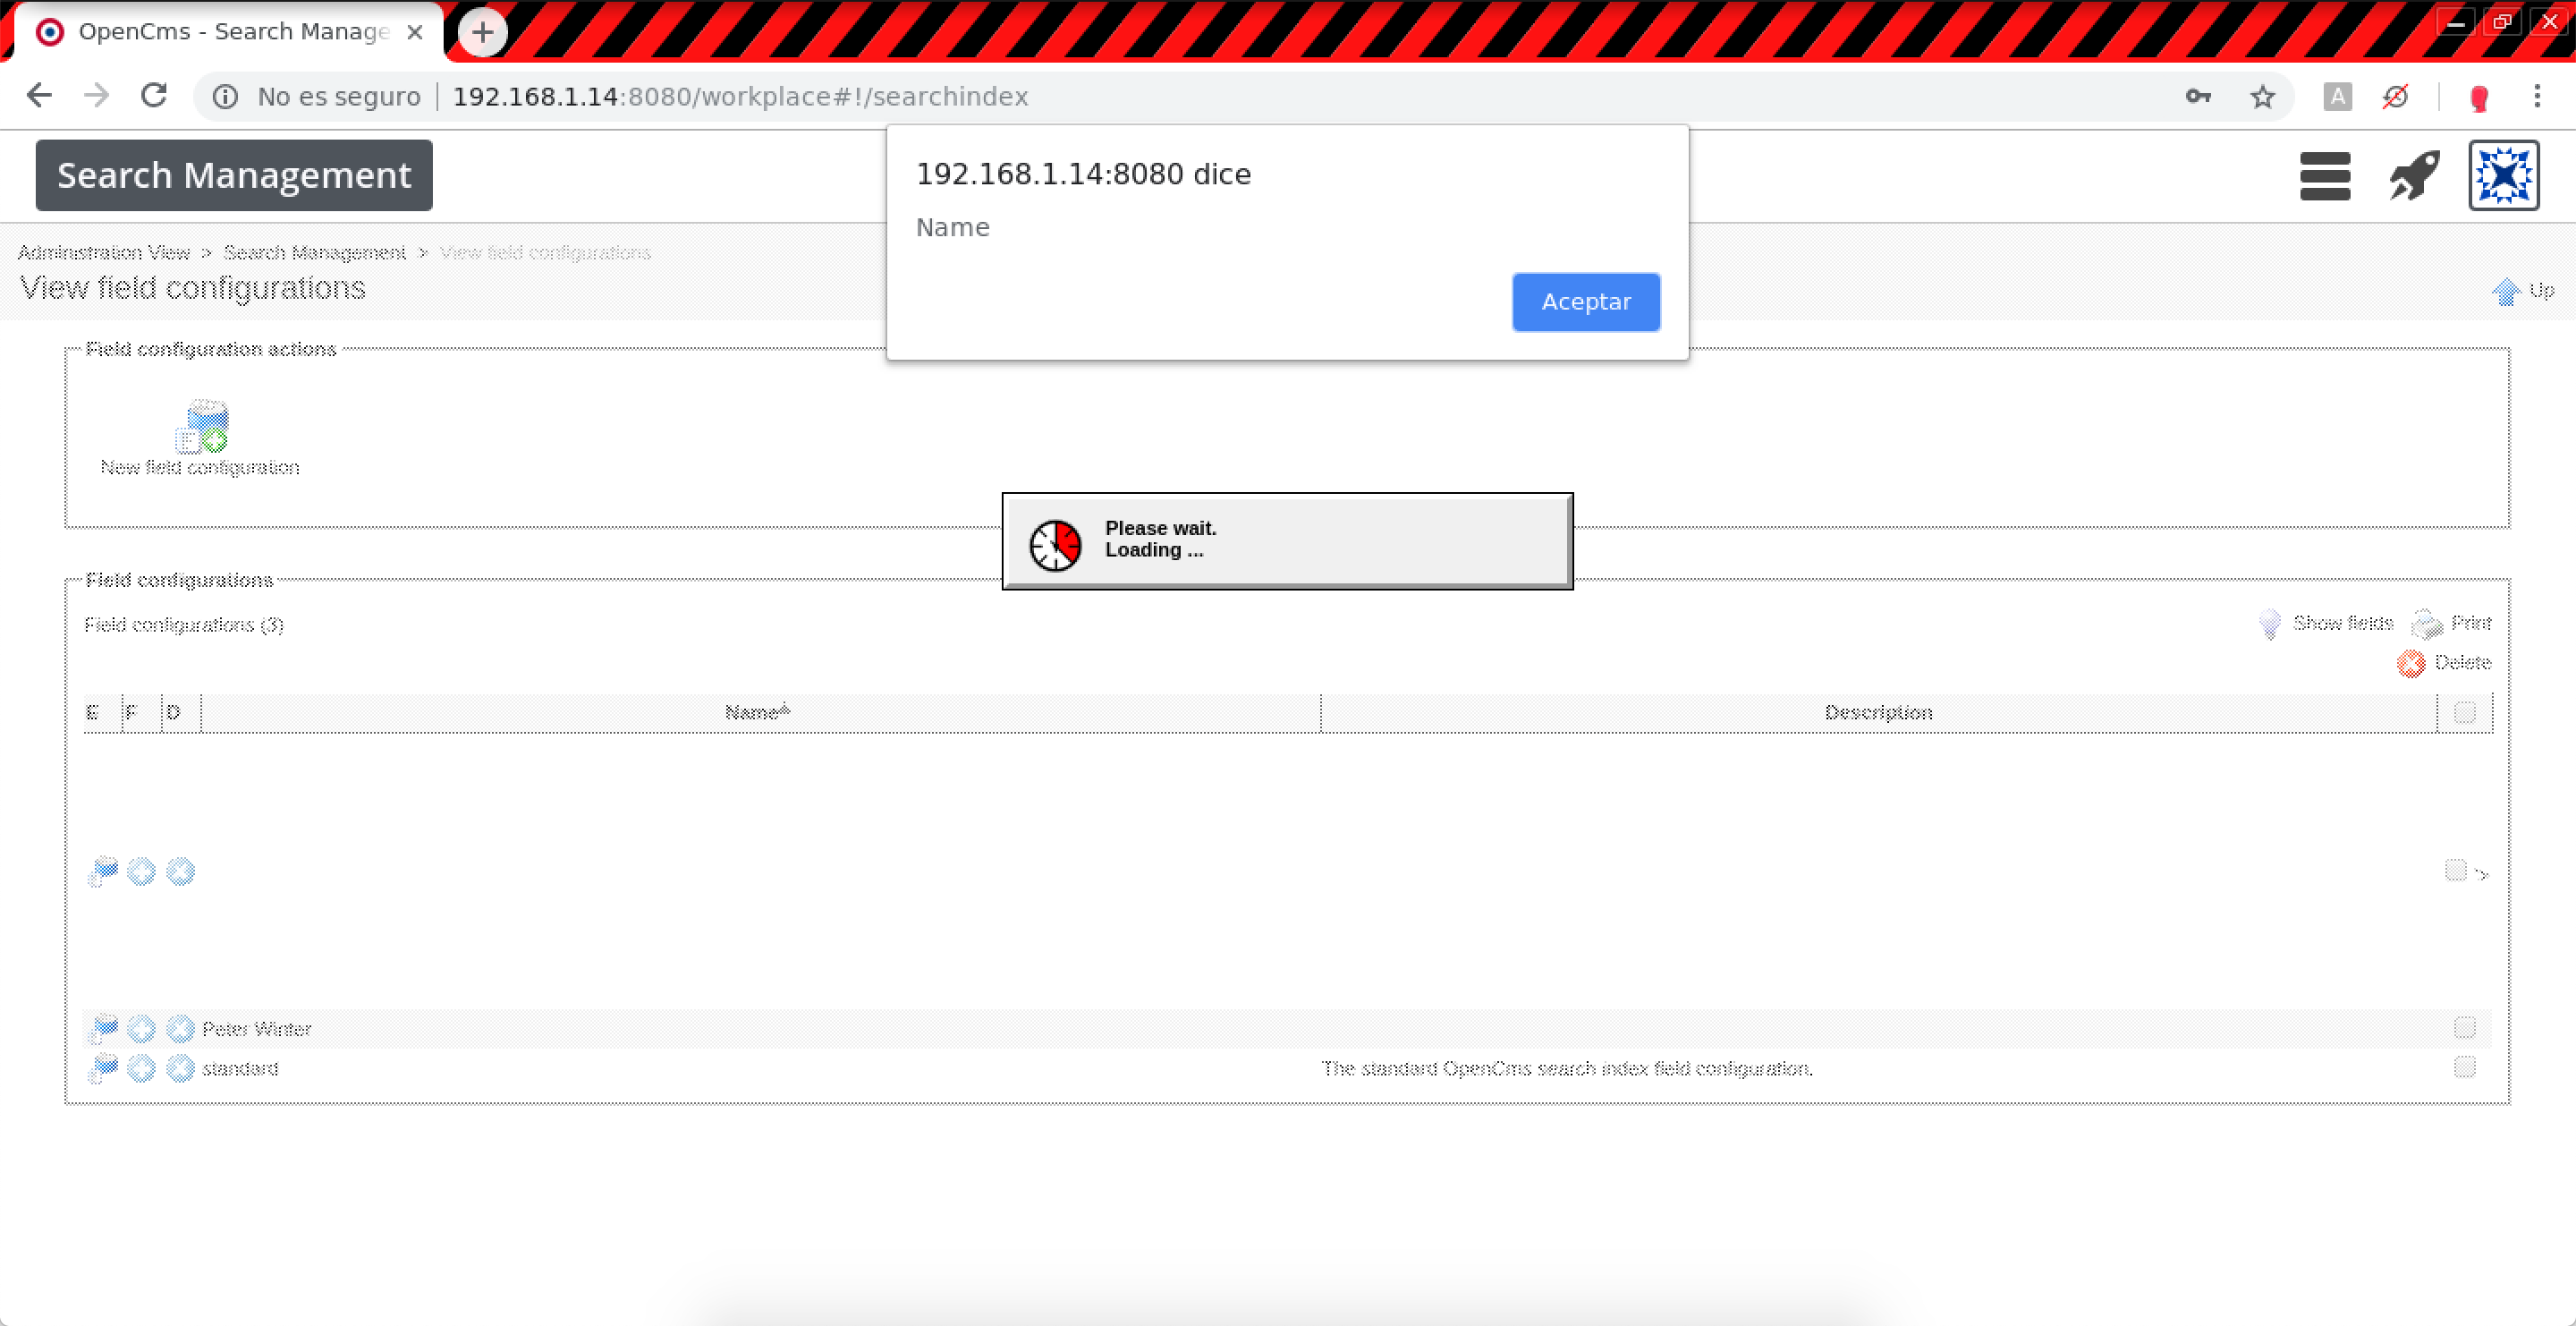 OpenCms - Search Manage
No es seguro | 192.168.1.14:8080/workplace#!/searchindex
A
Search Management
192.168.1.14:8080 dice
Name
Aceptar
Administration View > Search Management > View field configurations
View field configurations
Up
Field configuration actions
New field configuration
Please wait.
Loading ...
Field configurations
Field configurations (3)
Show fields
Print
Delete
E F D Name Description
">
Peter Winter
standard The standard OpenCms search index field configuration.